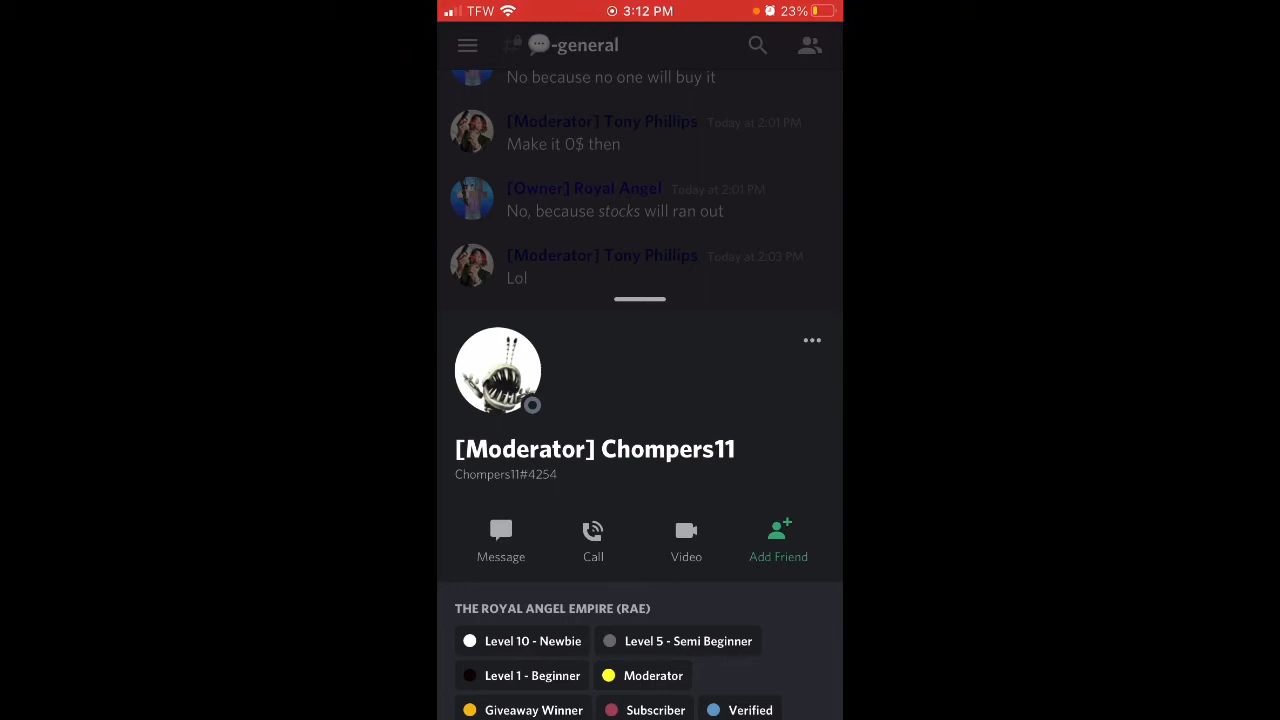 TFW 3:12 PM 23%
💬-general
No because no one will buy it
[Moderator] Tony Phillips Today at 2:01 PM
Make it 0$ then
[Owner] Royal Angel Today at 2:01 PM
No, because stocks will ran out
[Moderator] Tony Phillips Today at 2:03 PM
Lol
[Moderator] Chompers11
Chompers11#4254
Message Call Video Add Friend
THE ROYAL ANGEL EMPIRE (RAE)
Level 10 - Newbie Level 5 - Semi Beginner
Level 1 - Beginner Moderator
Giveaway Winner Subscriber Verified